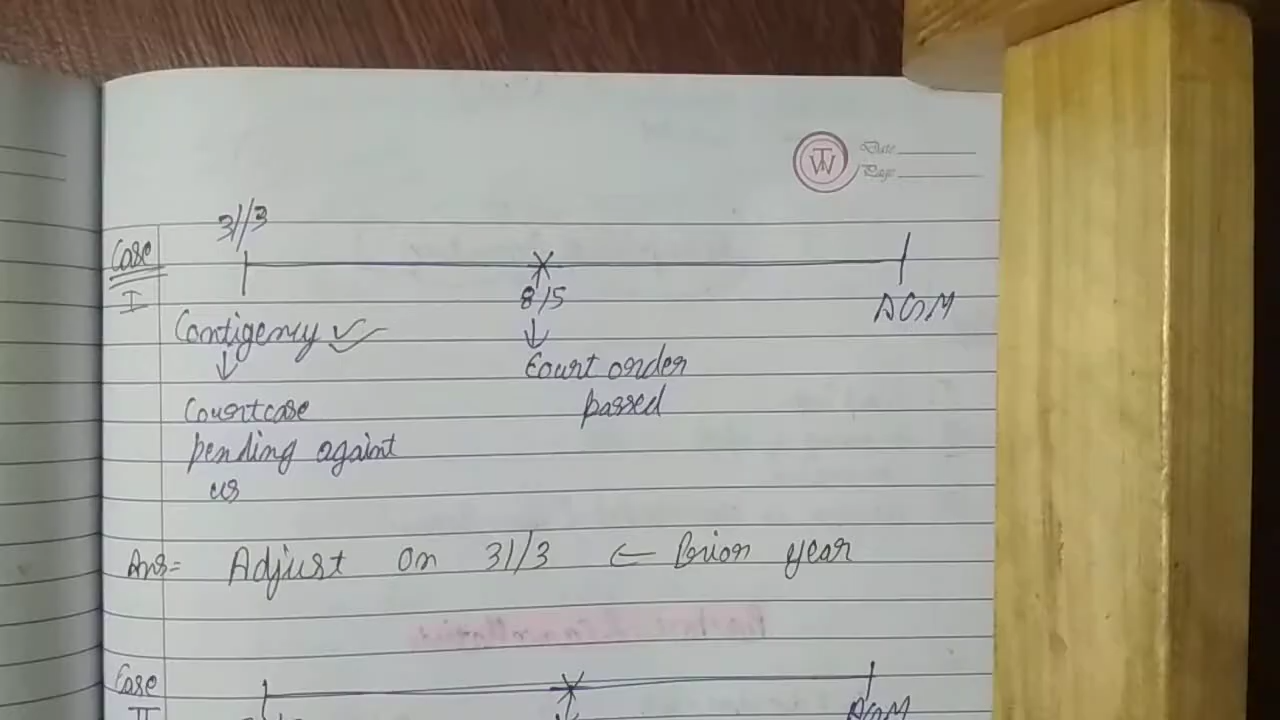 Date
Page
31/3
Case
I
8/5
AGM
Contigency
Court order
passed
Courtcase
pending againt
us
Ans= Adjust on 31/3 ← Prior year
Case
II
AGM